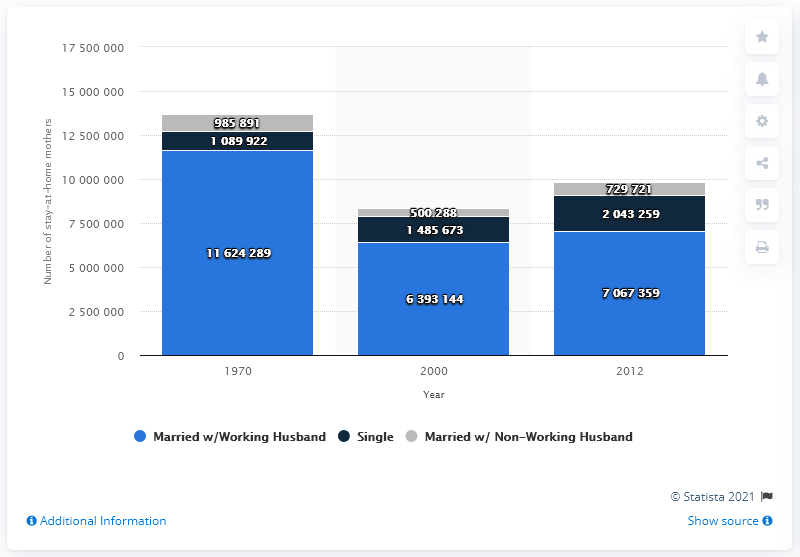 17 500 000
15 000 000
12 500 000
10 000 000
7 500 000
5 000 000
2 500 000
0
Number of stay-at-home mothers
985 891
1 089 922
11 624 289
500 288
1 485 673
6 393 144
729 721
2 043 259
7 067 359
1970 2000 2012
Year
Married w/Working Husband Single Married w/ Non-Working Husband
© Statista 2021
Additional Information Show source